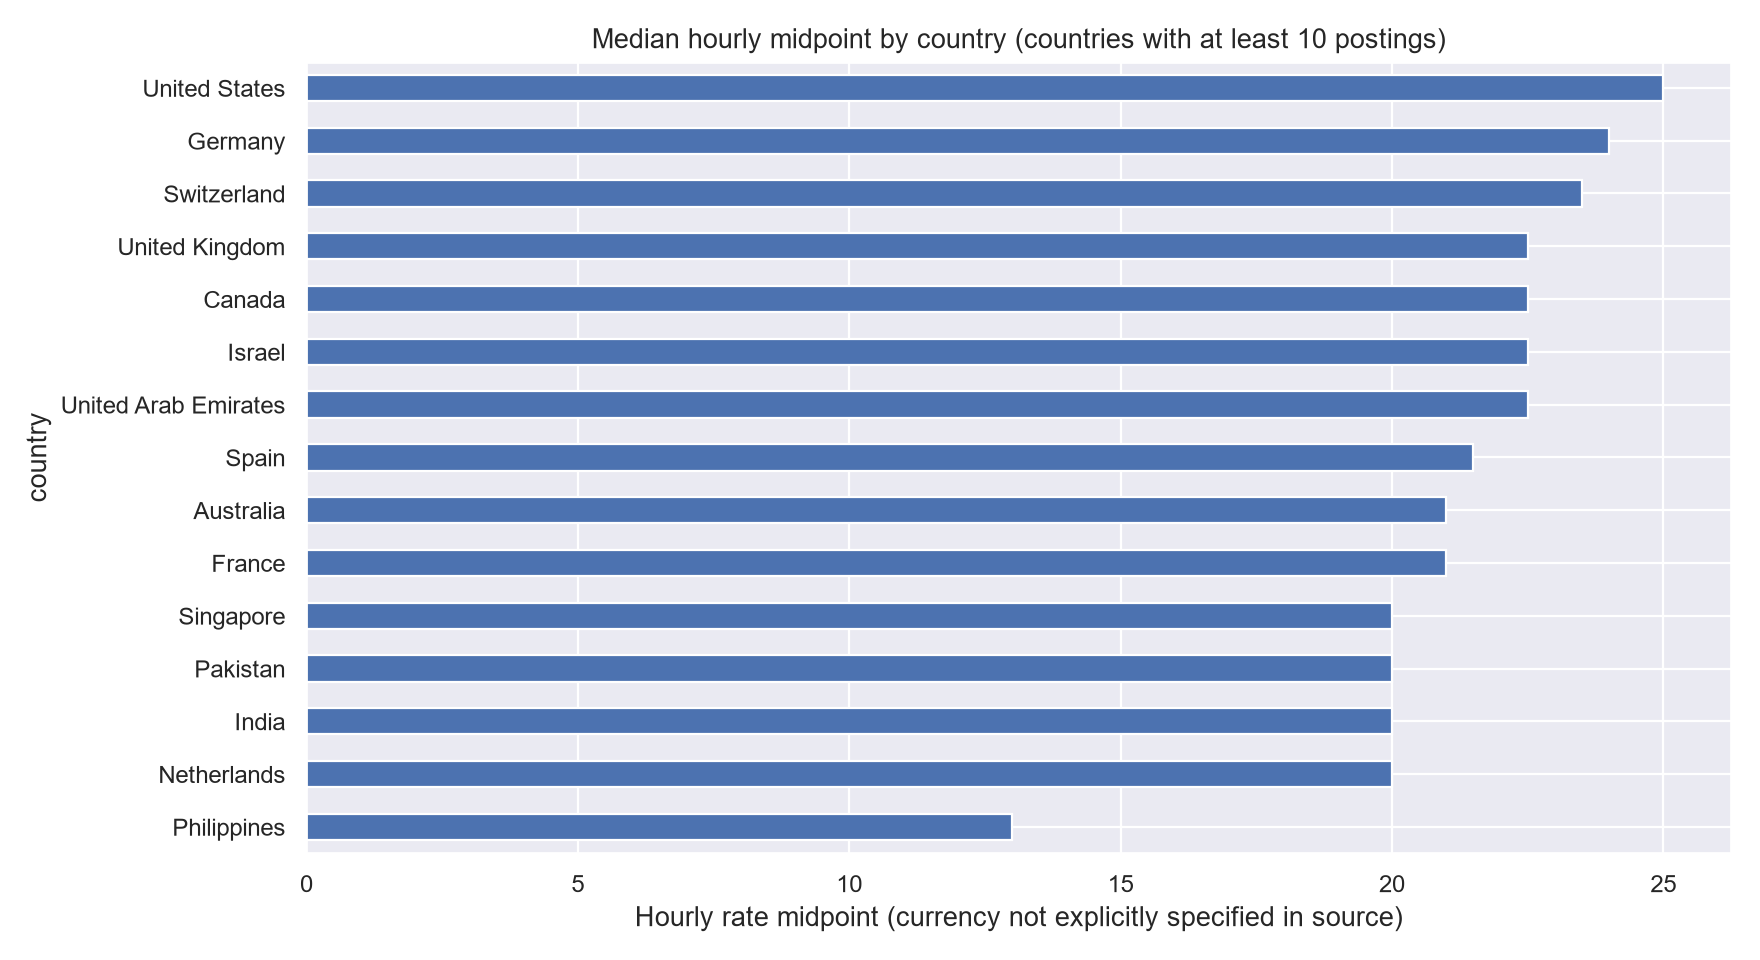 Median hourly midpoint by country (countries with at least 10 postings)
United States
Germany
Switzerland
United Kingdom
Canada
Israel
United Arab Emirates
Spain
Australia
France
Singapore
Pakistan
India
Netherlands
Philippines
country
0 5 10 15 20 25
Hourly rate midpoint (currency not explicitly specified in source)